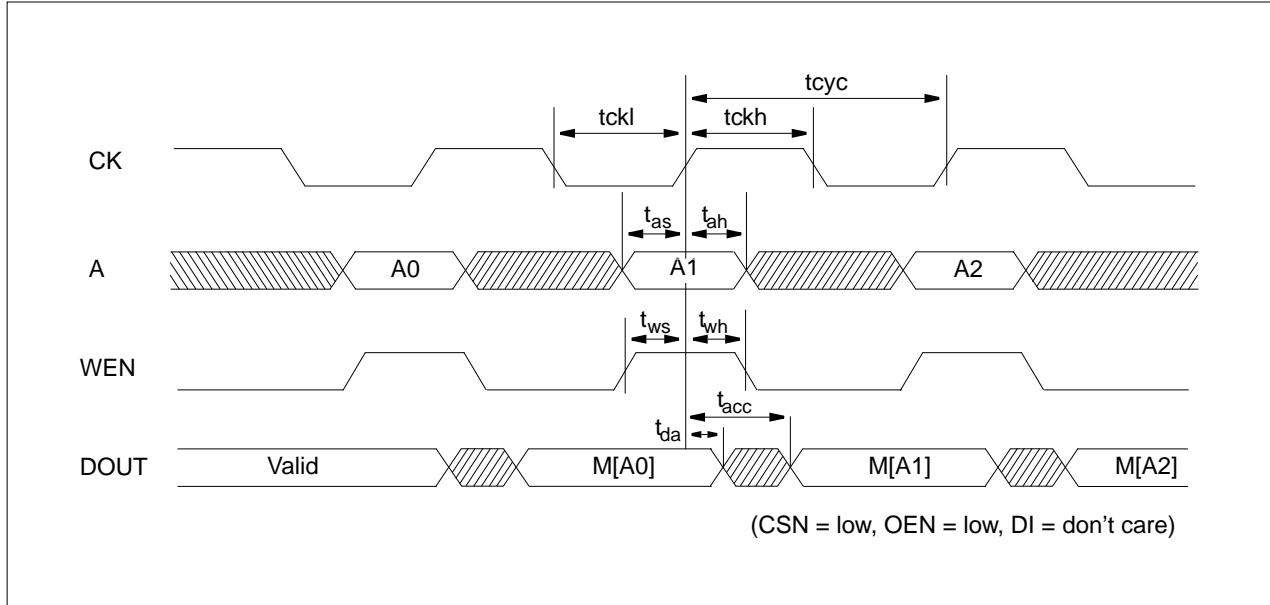 tcyc
tckl tckh
CK
tas tah
A A0 A1 A2
tws twh
WEN
tacc
tda
DOUT Valid M[A0] M[A1] M[A2]
(CSN = low, OEN = low, DI = don't care)